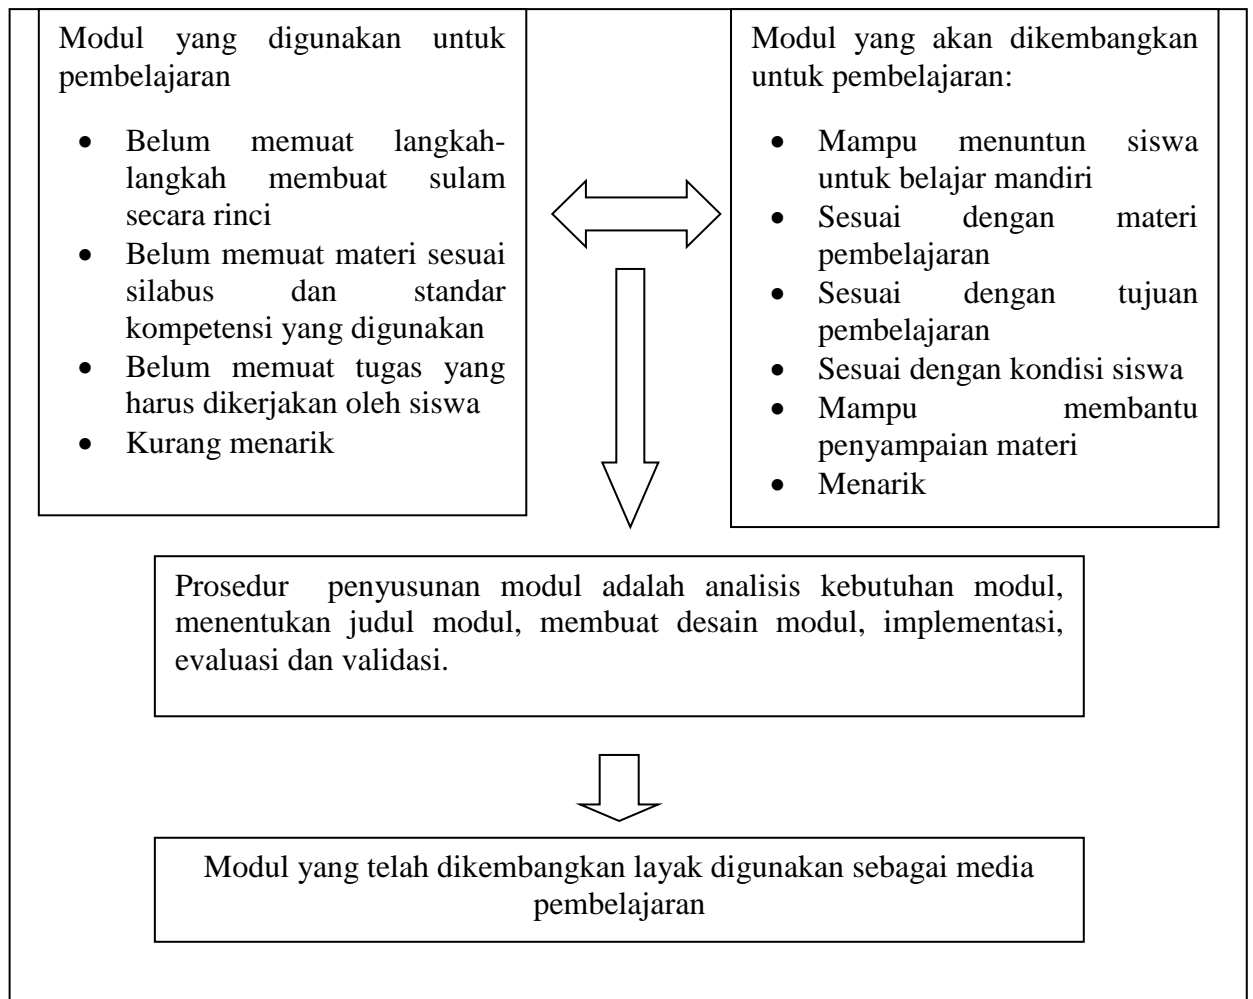 Modul yang digunakan untuk
pembelajaran
• Belum memuat langkah-
langkah membuat sulam
secara rinci
• Belum memuat materi sesuai
silabus dan standar
kompetensi yang digunakan
• Belum memuat tugas yang
harus dikerjakan oleh siswa
• Kurang menarik
Modul yang akan dikembangkan
untuk pembelajaran:
• Mampu menuntun siswa
untuk belajar mandiri
• Sesuai dengan materi
pembelajaran
• Sesuai dengan tujuan
pembelajaran
• Sesuai dengan kondisi siswa
• Mampu membantu
penyampaian materi
• Menarik
Prosedur penyusunan modul adalah analisis kebutuhan modul,
menentukan judul modul, membuat desain modul, implementasi,
evaluasi dan validasi.
Modul yang telah dikembangkan layak digunakan sebagai media
pembelajaran